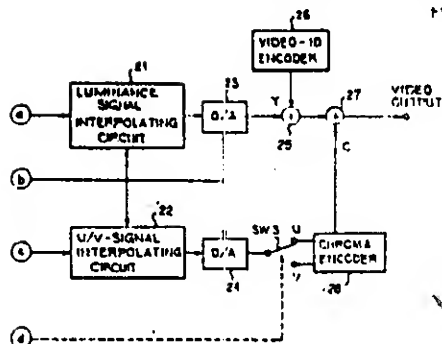 26
VIDEO-ID
ENCODER
21
LUMINANCE
SIGNAL
INTERPOLATING
CIRCUIT
23
D/A
Y
27
VIDEO
OUTPUT
a
25
C
b
22
U/V-SIGNAL
INTERPOLATING
CIRCUIT
D/A
24
SW3
U
V
CHROMA
ENCODER
28
c
d